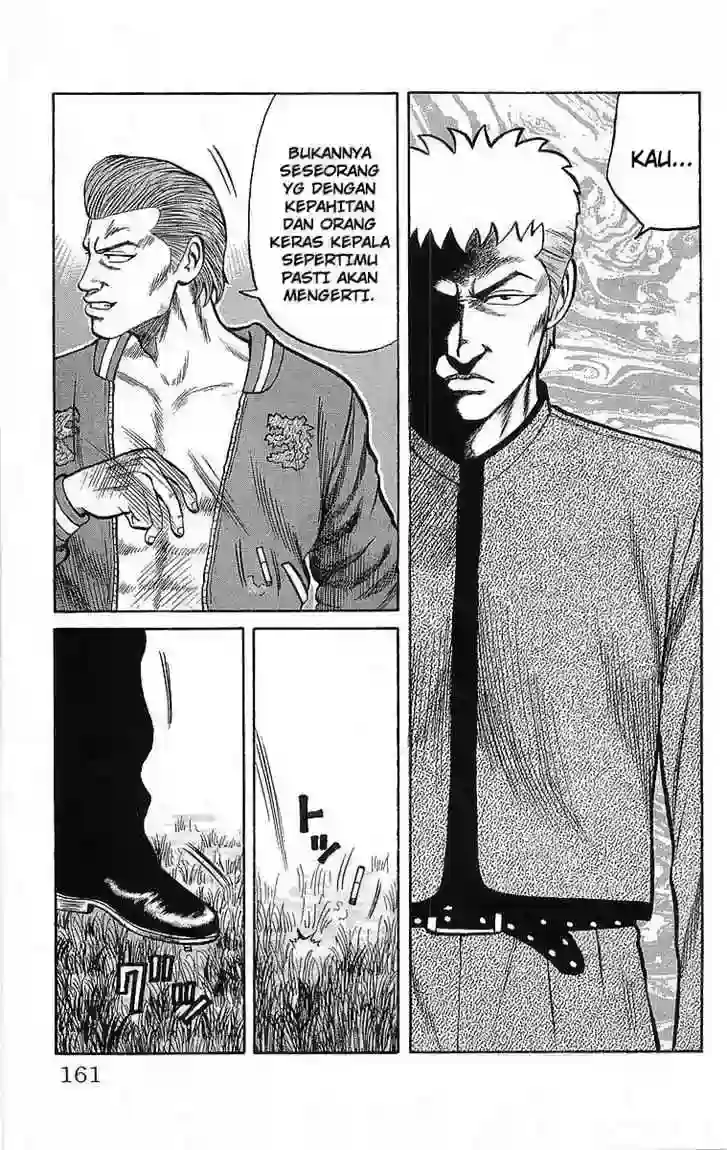 KAU...
BUKANNYA
SESEORANG
YG DENGAN
KEPAHITAN
DAN ORANG
KERAS KEPALA
SEPERTIMU
PASTI AKAN
MENGERTI.
トッ
グッ
161